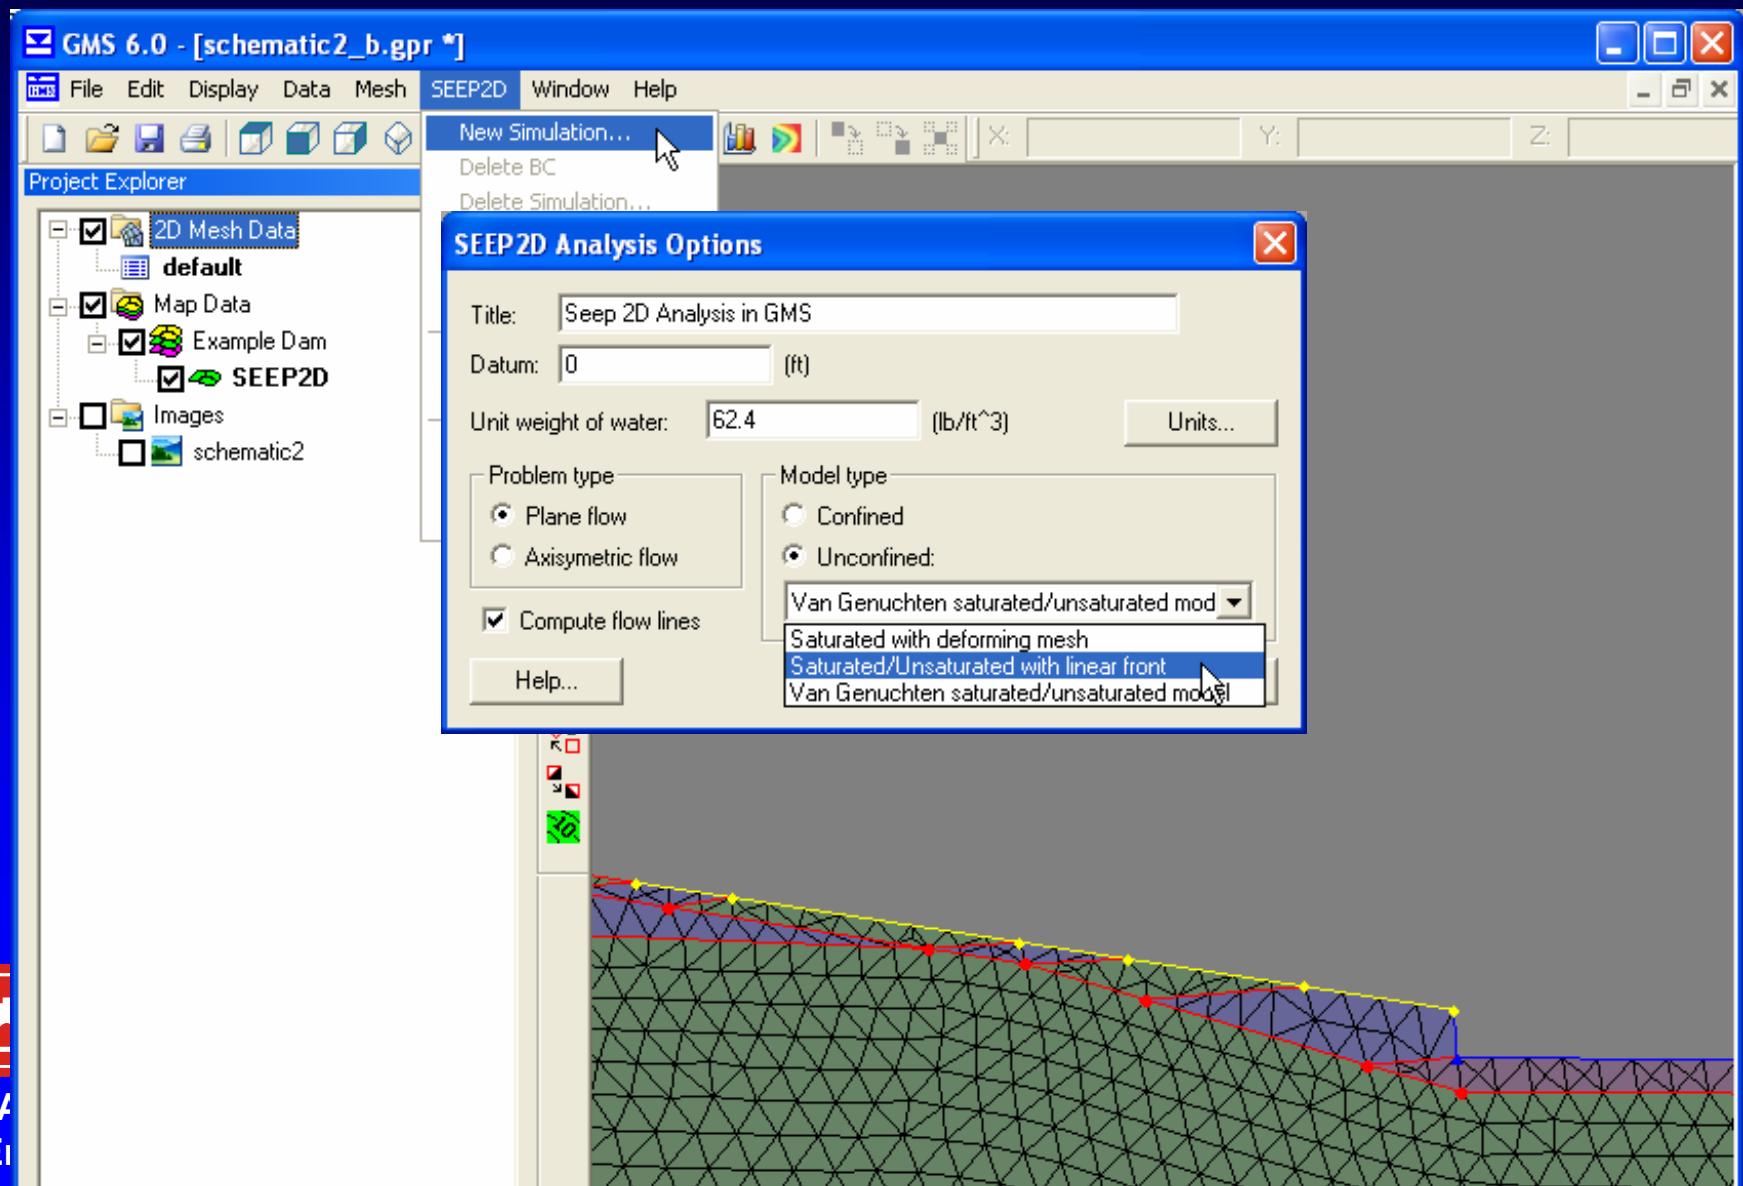 GMS 6.0 - [schematic2_b.gpr *]
File Edit Display Data Mesh SEEP2D Window Help
New Simulation...
Delete BC
Delete Simulation...
X:
Y:
Z:
Project Explorer
2D Mesh Data
default
Map Data
Example Dam
SEEP2D
Images
schematic2
SEEP2D Analysis Options
Title: Seep 2D Analysis in GMS
Datum: 0 (ft)
Unit weight of water: 62.4 (lb/ft^3) Units...
Problem type
Plane flow
Axisymetric flow
Compute flow lines
Help...
Model type
Confined
Unconfined:
Van Genuchten saturated/unsaturated mod
Saturated with deforming mesh
Saturated/Unsaturated with linear front
Van Genuchten saturated/unsaturated model